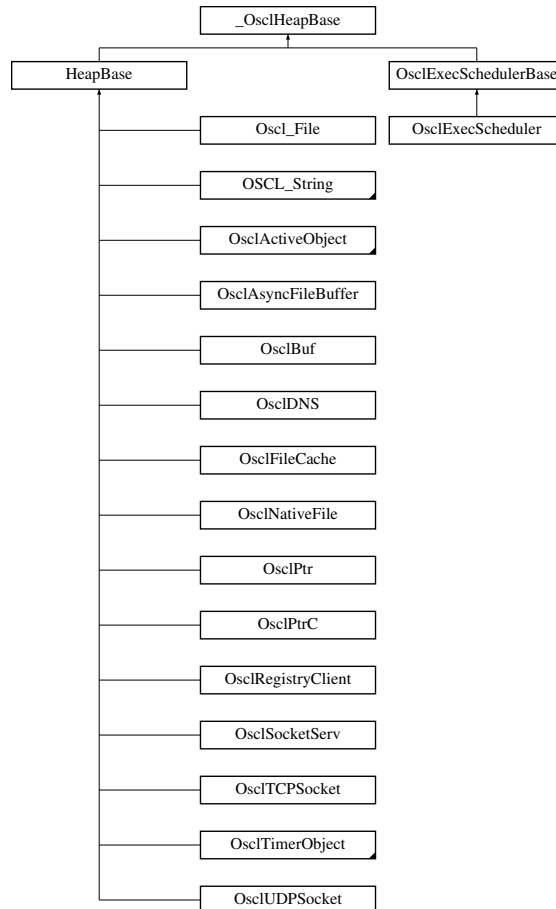 _OsclHeapBase
HeapBase
OsclExecSchedulerBase
Oscl_File
OsclExecScheduler
OSCL_String
OsclActiveObject
OsclAsyncFileBuffer
OsclBuf
OsclDNS
OsclFileCache
OsclNativeFile
OsclPtr
OsclPtrC
OsclRegistryClient
OsclSocketServ
OsclTCPSocket
OsclTimerObject
OsclUDPSocket